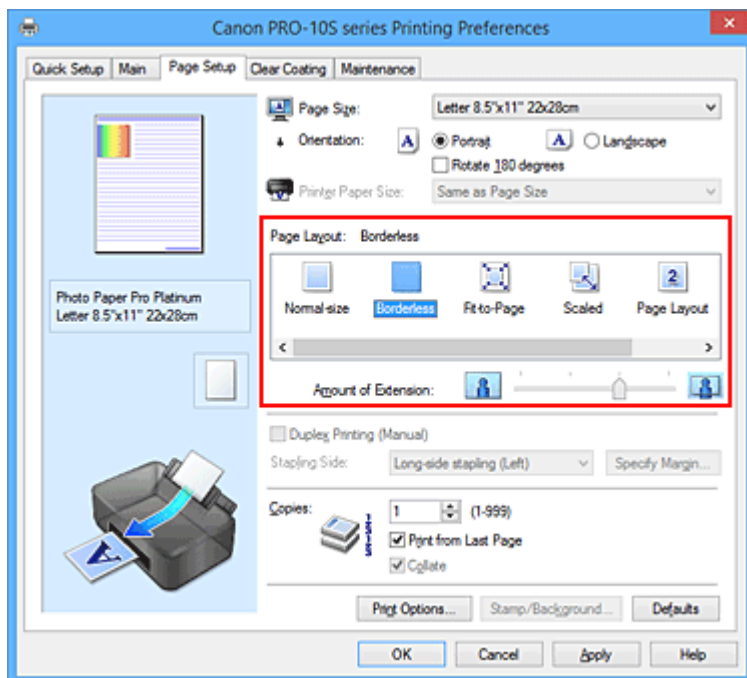 Canon PRO-10S series Printing Preferences
Quick Setup Main Page Setup Clear Coating Maintenance
Page Size: Letter 8.5"x11" 22x28cm
Orientation: A Portrait A Landscape
Rotate 180 degrees
Printer Paper Size: Same as Page Size
Page Layout: Borderless
2
Normal-size Borderless Fit-to-Page Scaled Page Layout
Amount of Extension:
Photo Paper Pro Platinum
Letter 8.5"x11" 22x28cm
Duplex Printing (Manual)
Stapling Side: Long-side stapling (Left) Specify Margin...
Copies: 1 (1-999)
Print from Last Page
Collate
A
Print Options... Stamp/Background... Defaults
OK Cancel Apply Help